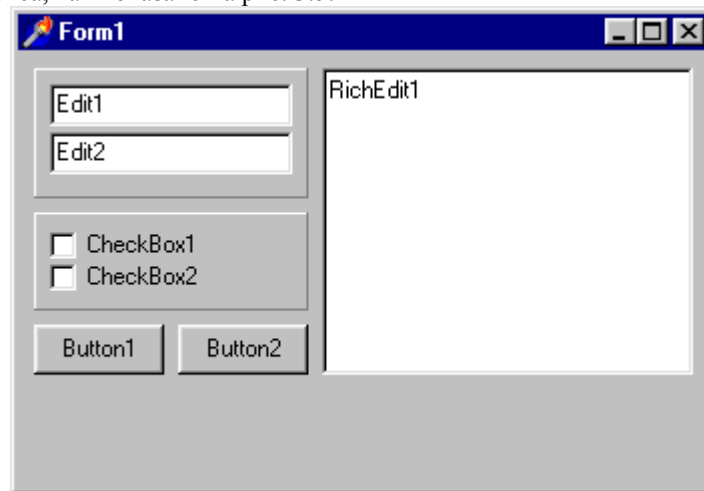 Form1
Edit1
Edit2
CheckBox1
CheckBox2
Button1 Button2
RichEdit1